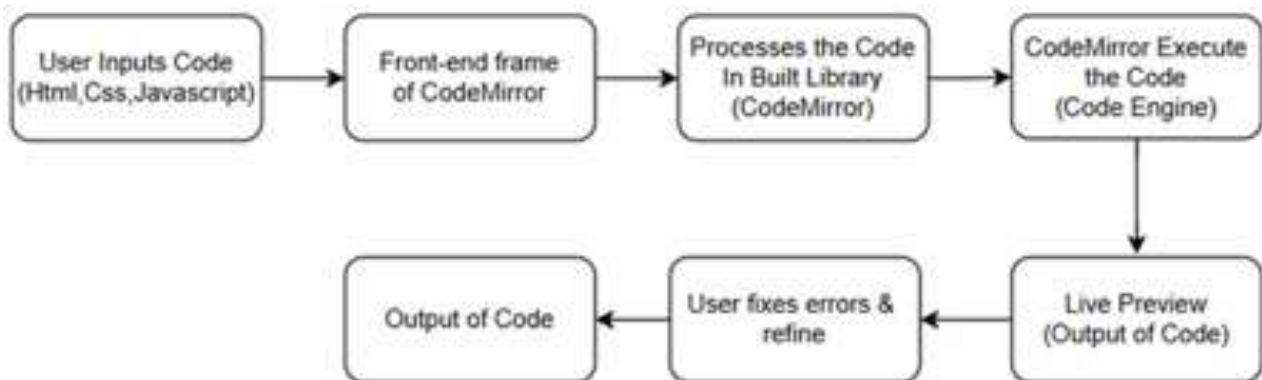 User Inputs Code
(Html,Css,Javascript)
Front-end frame
of CodeMirror
Processes the Code
In Built Library
(CodeMirror)
CodeMirror Execute
the Code
(Code Engine)
Live Preview
(Output of Code)
User fixes errors &
refine
Output of Code